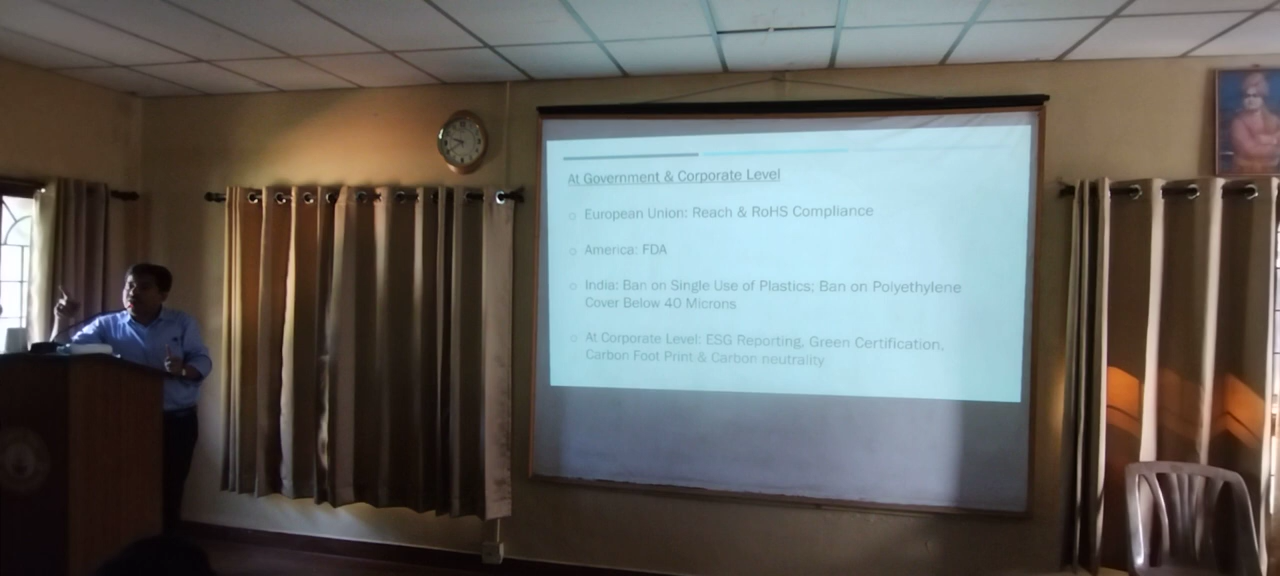 At Government & Corporate Level
European Union: Reach & RoHS Compliance
America: FDA
India: Ban on Single Use of Plastics; Ban on Polyethylene
Cover Below 40 Microns
At Corporate Level: ESG Reporting, Green Certification,
Carbon Foot Print & Carbon neutrality